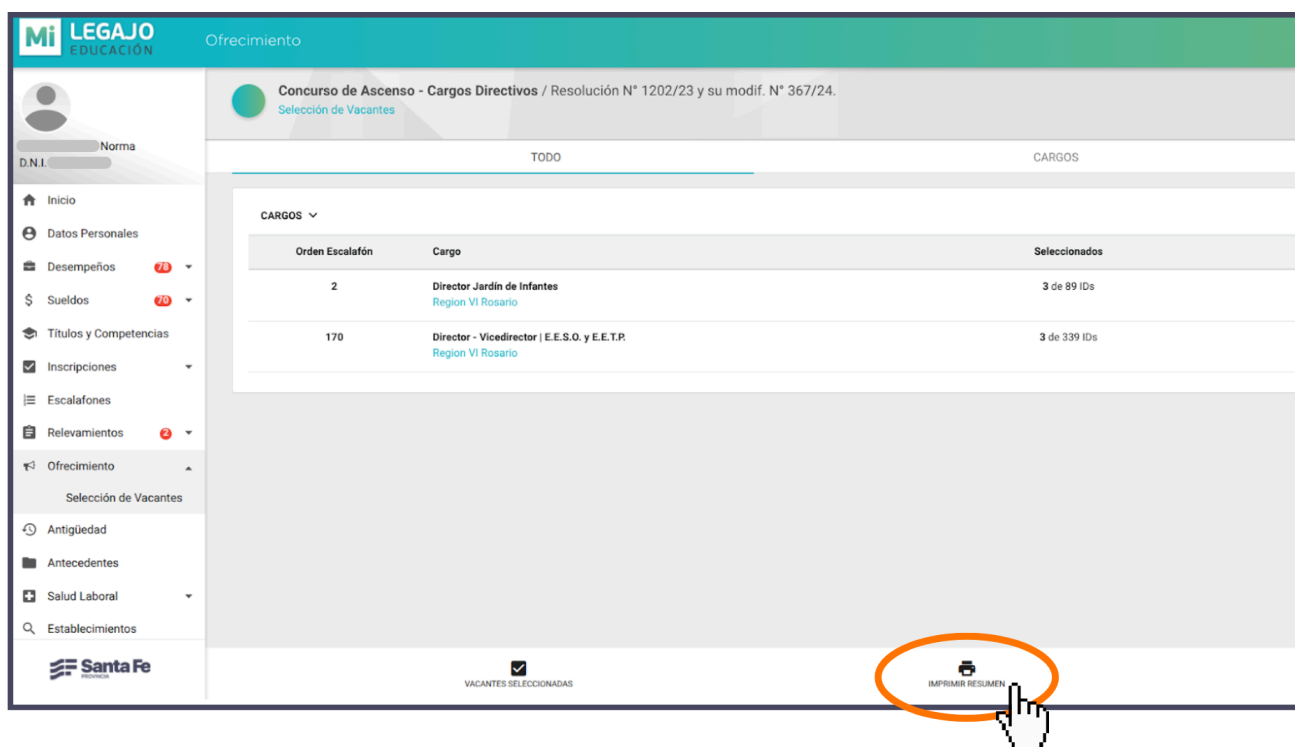 Mi LEGAJO EDUCACIÓN
Ofrecimiento
Concurso de Ascenso - Cargos Directivos / Resolución N° 1202/23 y su modif. N° 367/24.
Selección de Vacantes
Norma
D.N.I.
TODO
CARGOS
Inicio
Datos Personales
Desempeños 78
Sueldos 70
Títulos y Competencias
Inscripciones
Escalafones
Relevamientos 2
Ofrecimiento
Selección de Vacantes
Antigüedad
Antecedentes
Salud Laboral
Establecimientos
Santa Fe
PROVINCIA
CARGOS
Orden Escalafón Cargo Seleccionados
2 Director Jardín de Infantes 3 de 89 IDs
Region VI Rosario
170 Director - Vicedirector | E.E.S.O. y E.E.T.P. 3 de 339 IDs
Region VI Rosario
VACANTES SELECCIONADAS
IMPRIMIR RESUMEN